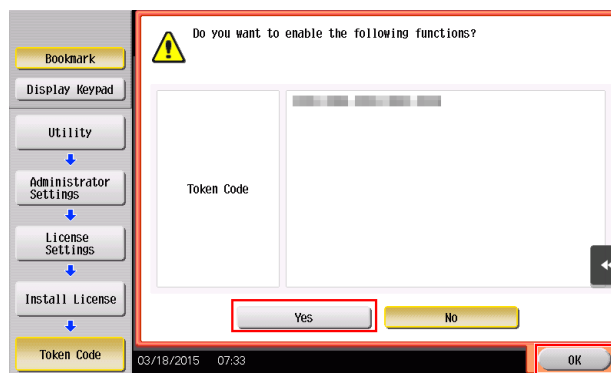 Do you want to enable the following functions?
Bookmark
Display Keypad
Utility
Administrator
Settings
License
Settings
Install License
Token Code
Token Code
Yes
No
03/18/2015 07:33
OK